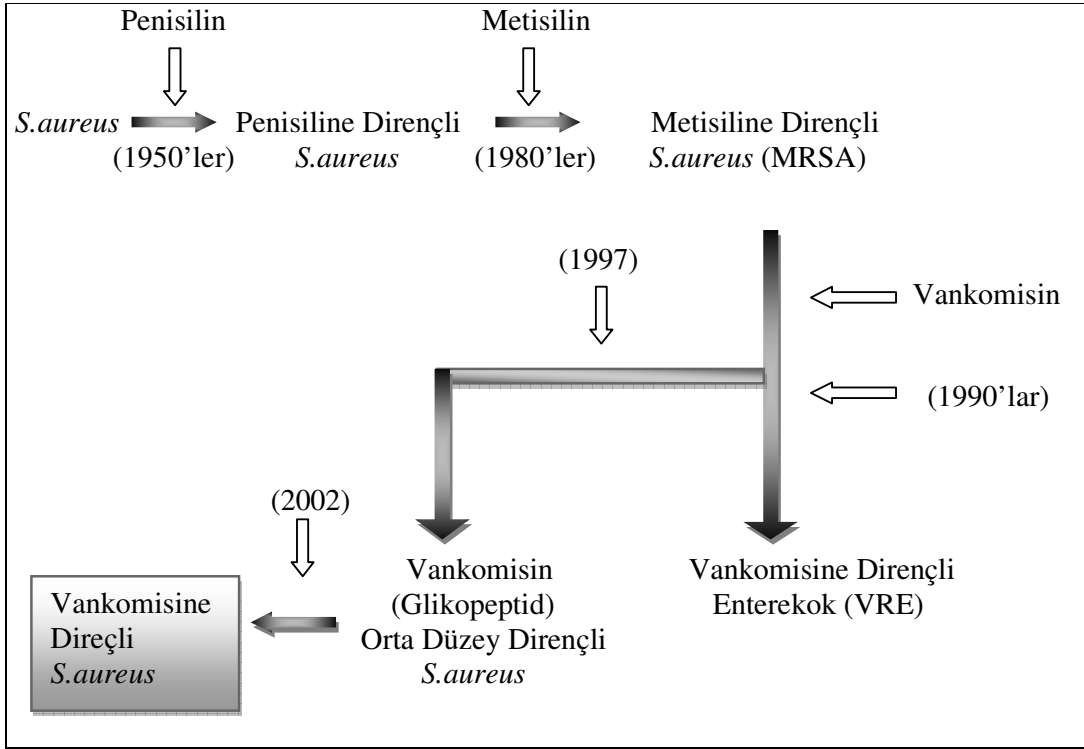 Penisilin
Metisilin
S.aureus
Penisiline Dirençli
S.aureus
Metisiline Dirençli
S.aureus (MRSA)
(1950’ler)
(1980’ler)
(1997)
Vankomisin
(1990’lar)
(2002)
Vankomisin
(Glikopeptid)
Orta Düzey Dirençli
S.aureus
Vankomisine Dirençli
Enterekok (VRE)
Vankomisine
Direçli
S.aureus